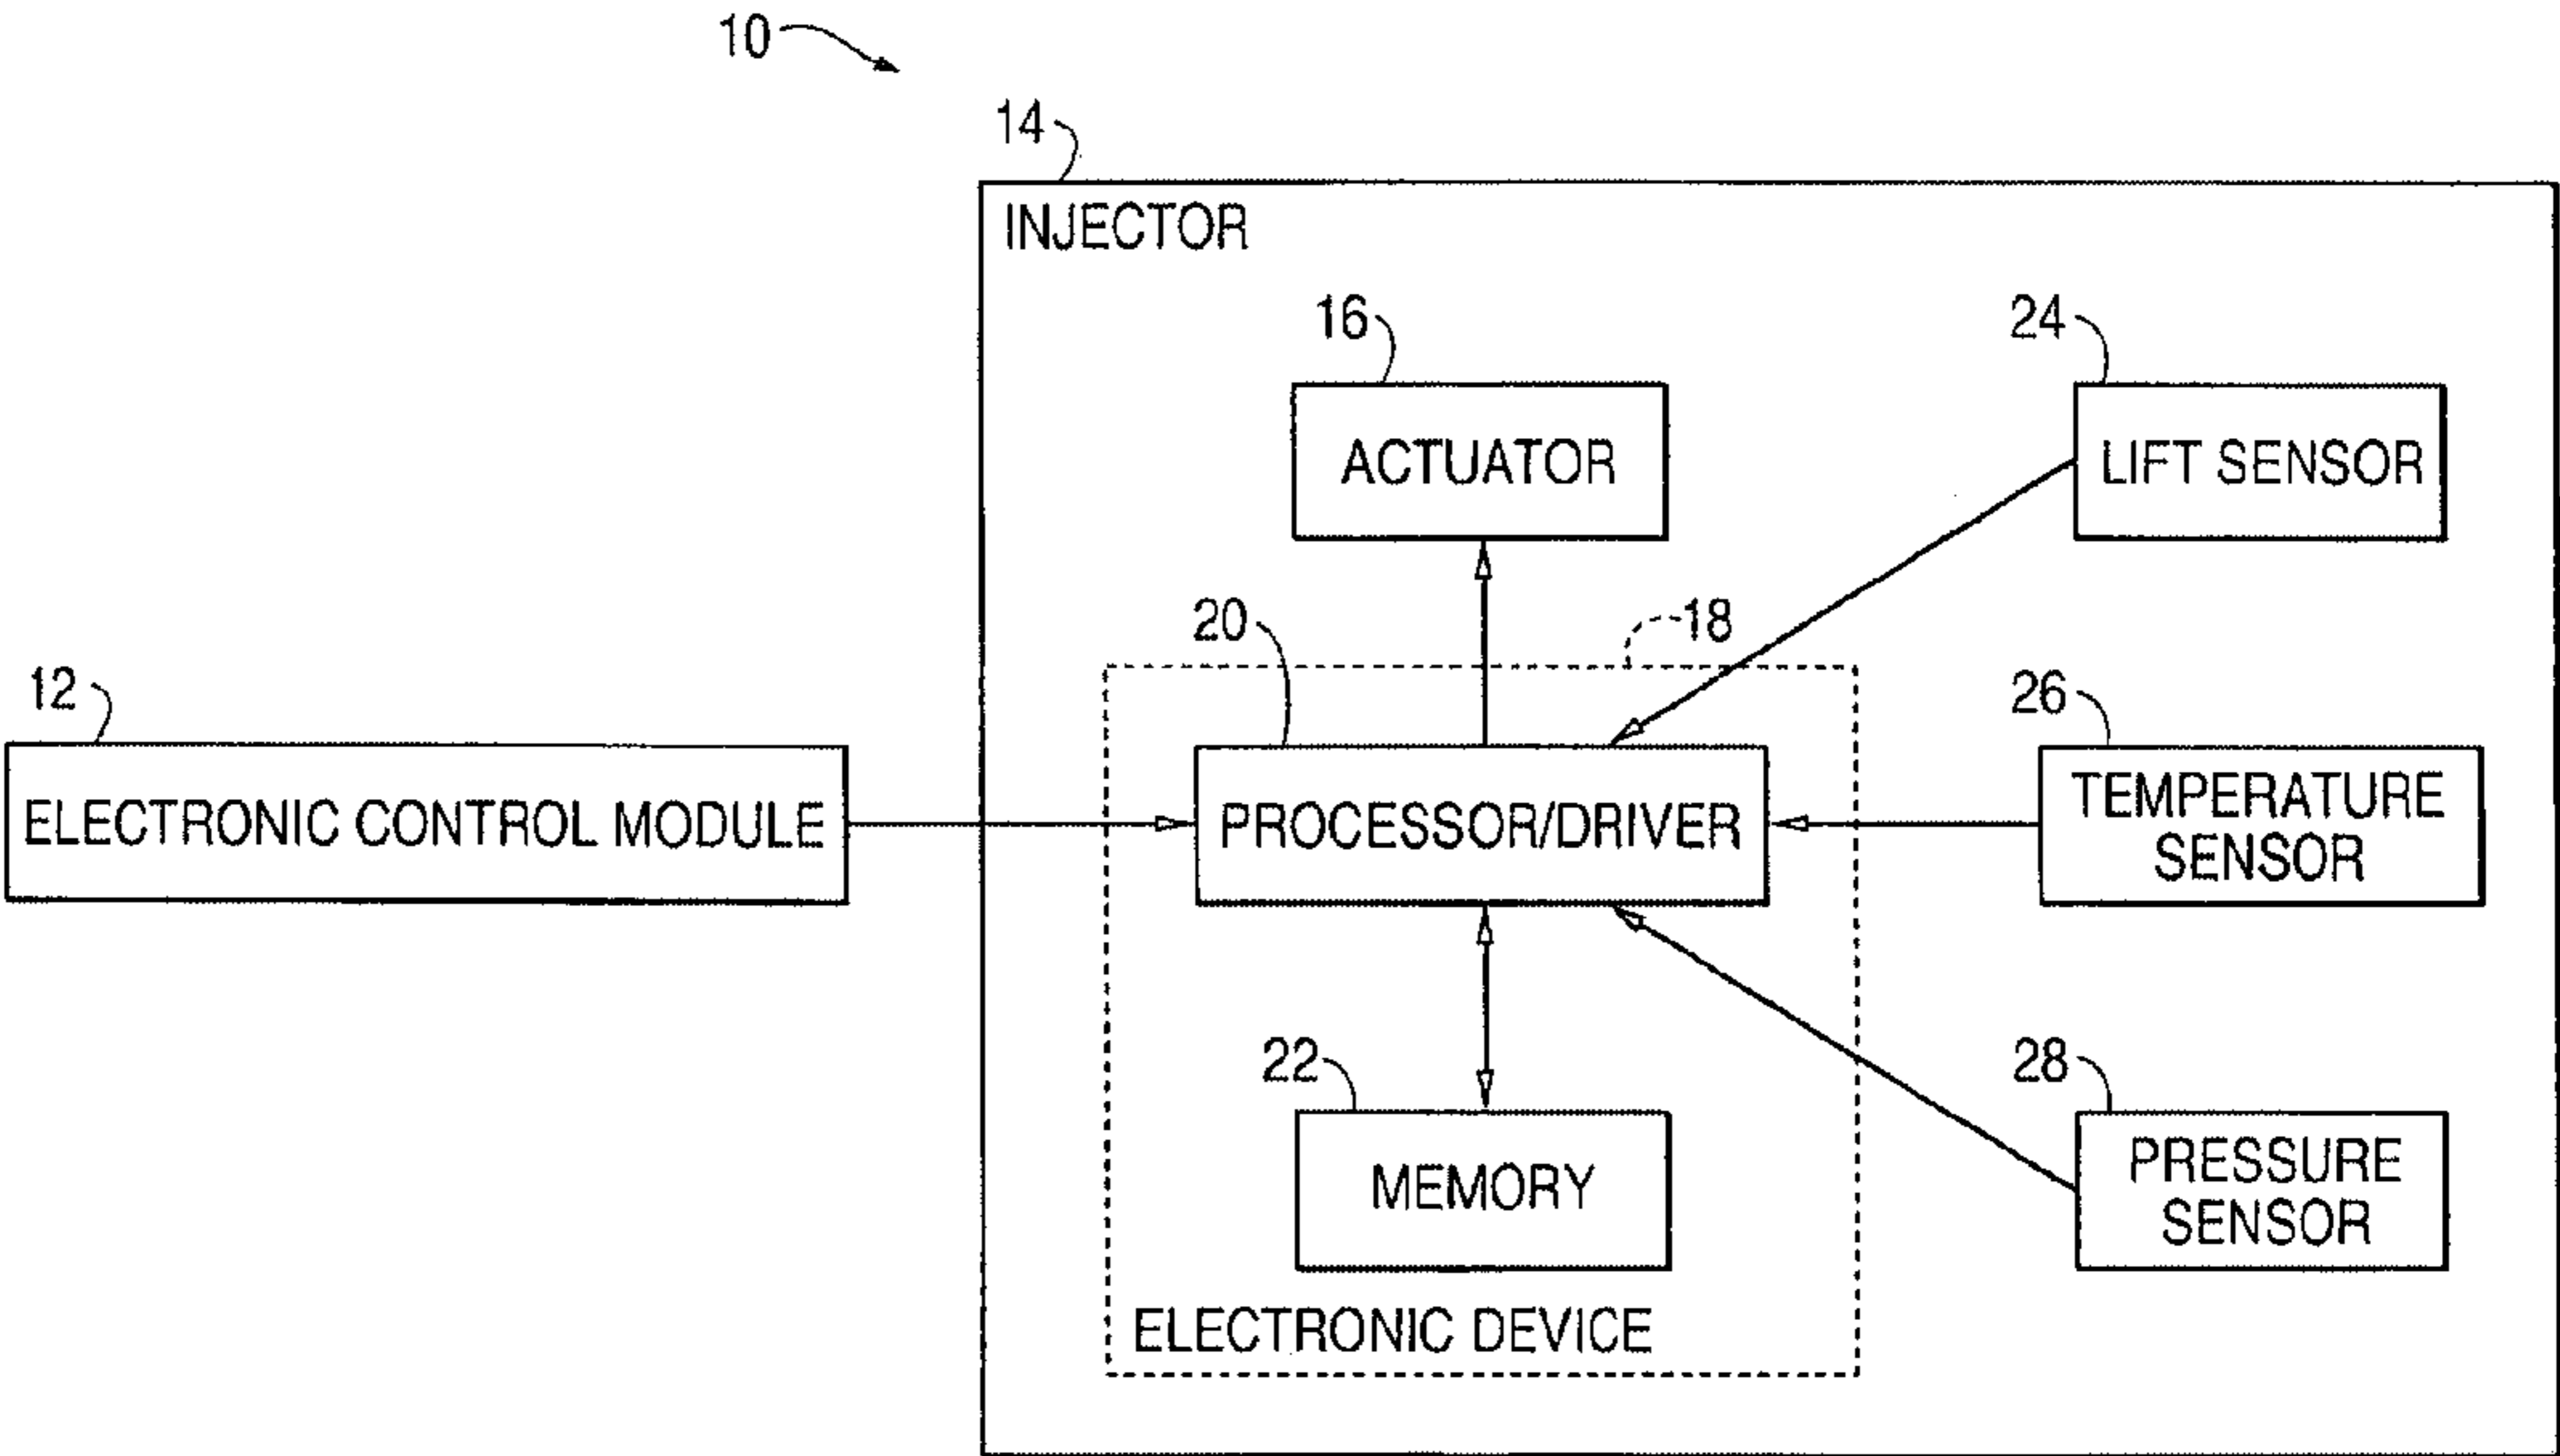 10
14
INJECTOR
16
24
ACTUATOR
LIFT SENSOR
20
18
12
26
ELECTRONIC CONTROL MODULE
PROCESSOR/DRIVER
TEMPERATURE
SENSOR
22
28
MEMORY
PRESSURE
SENSOR
ELECTRONIC DEVICE